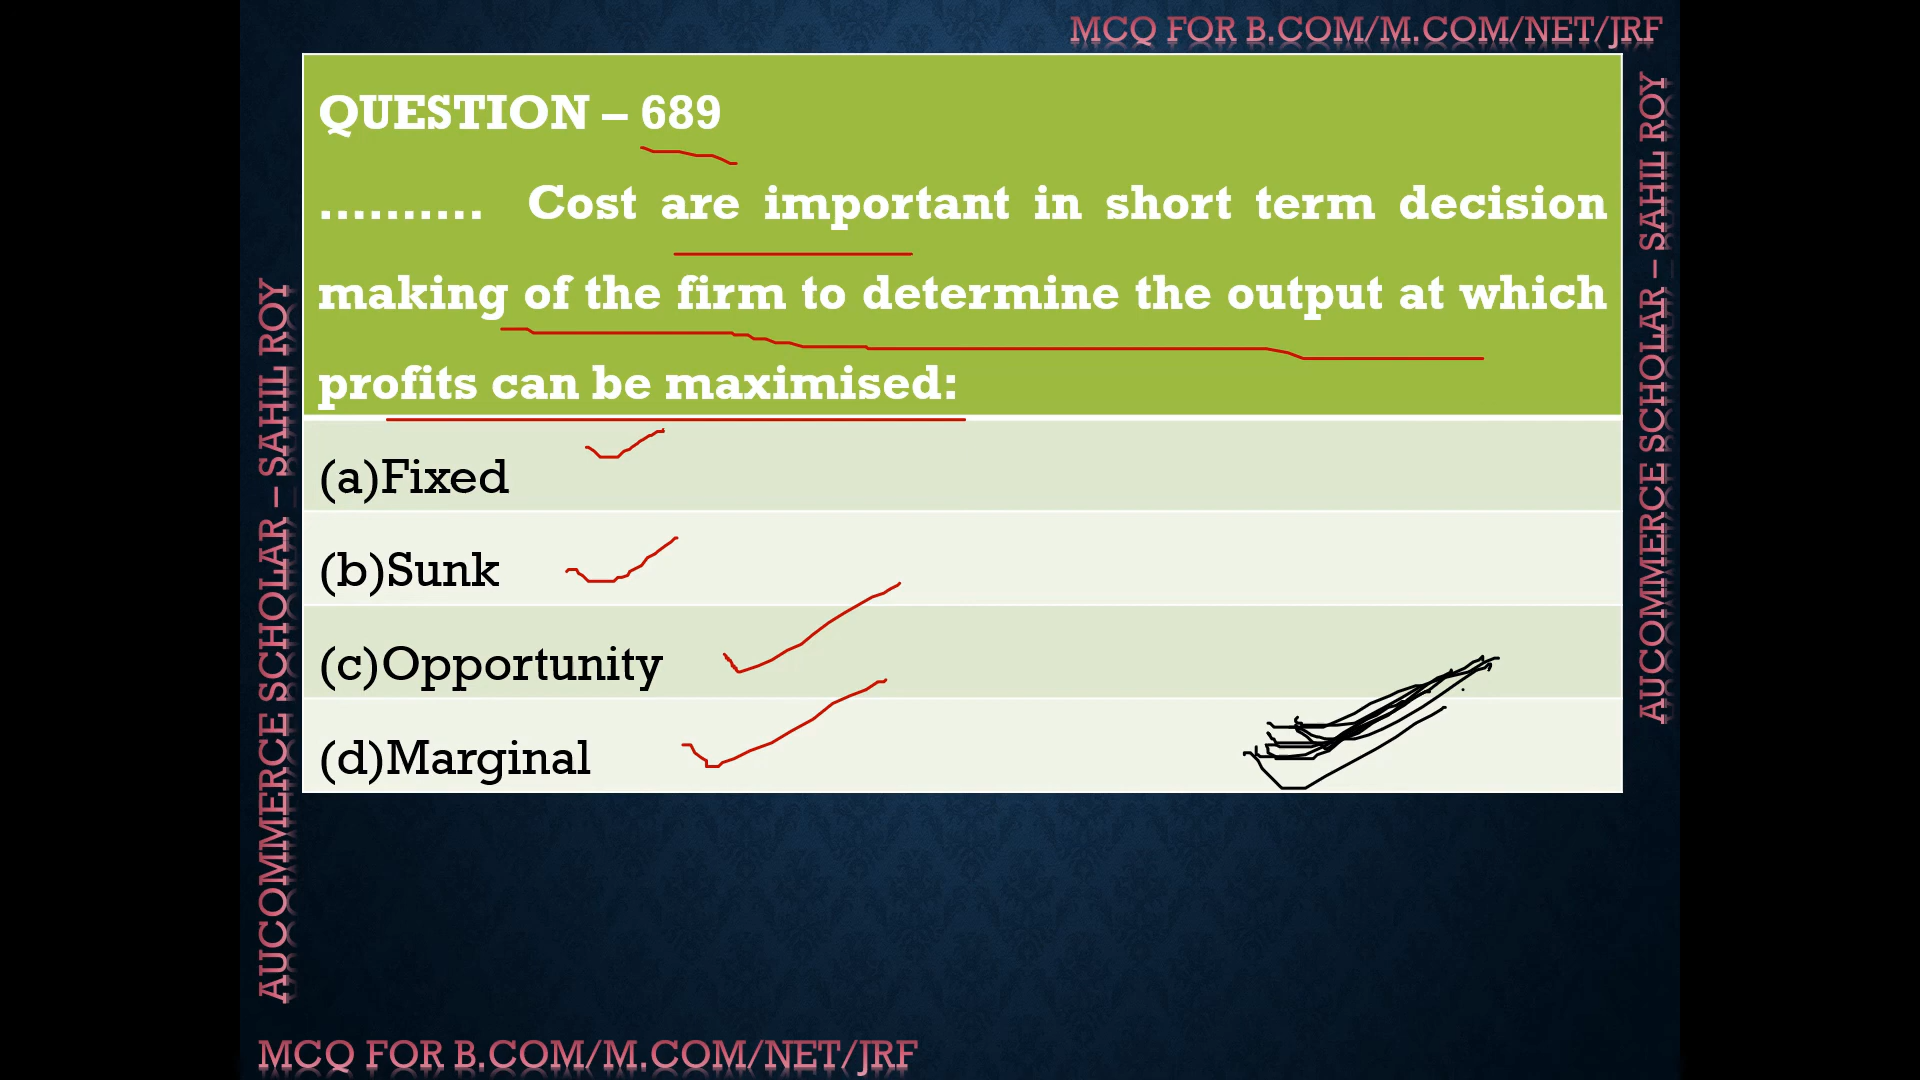 MCQ FOR B.COM/M.COM/NET/JRF
QUESTION – 689
.......... Cost are important in short term decision
making of the firm to determine the output at which
profits can be maximised:
(a)Fixed
(b)Sunk
(c)Opportunity
(d)Marginal
AUCOMMERCE SCHOLAR – SAHIL ROY
AUCOMMERCE SCHOLAR – SAHIL ROY
MCQ FOR B.COM/M.COM/NET/JRF